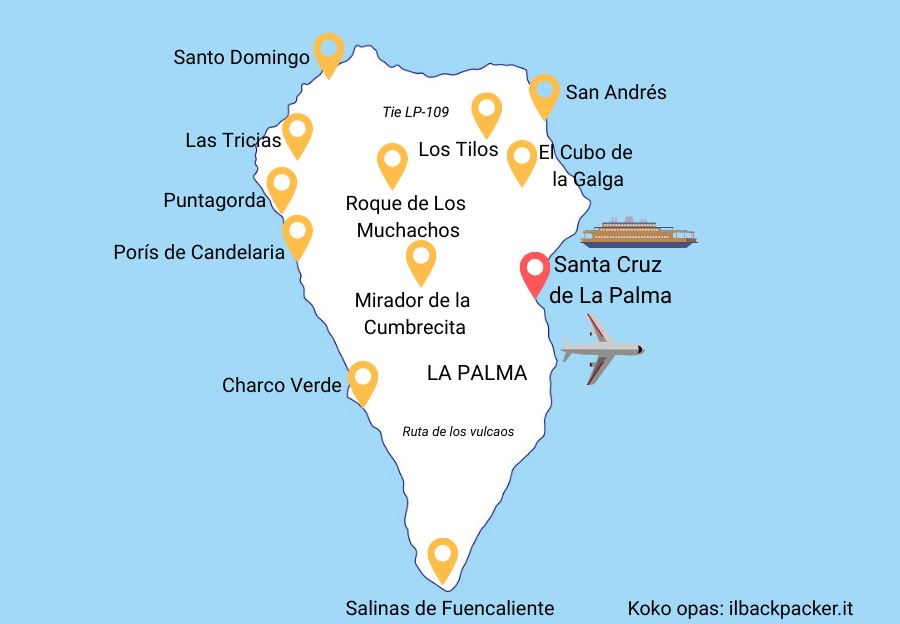 Santo Domingo
San Andrés
Tie LP-109
Las Tricias
Los Tilos
El Cubo de
la Galga
Puntagorda
Roque de Los
Muchachos
Porís de Candelaria
Santa Cruz
de La Palma
Mirador de la
Cumbrecita
LA PALMA
Charco Verde
Ruta de los vulcaos
Salinas de Fuencaliente
Koko opas: ilbackpacker.it